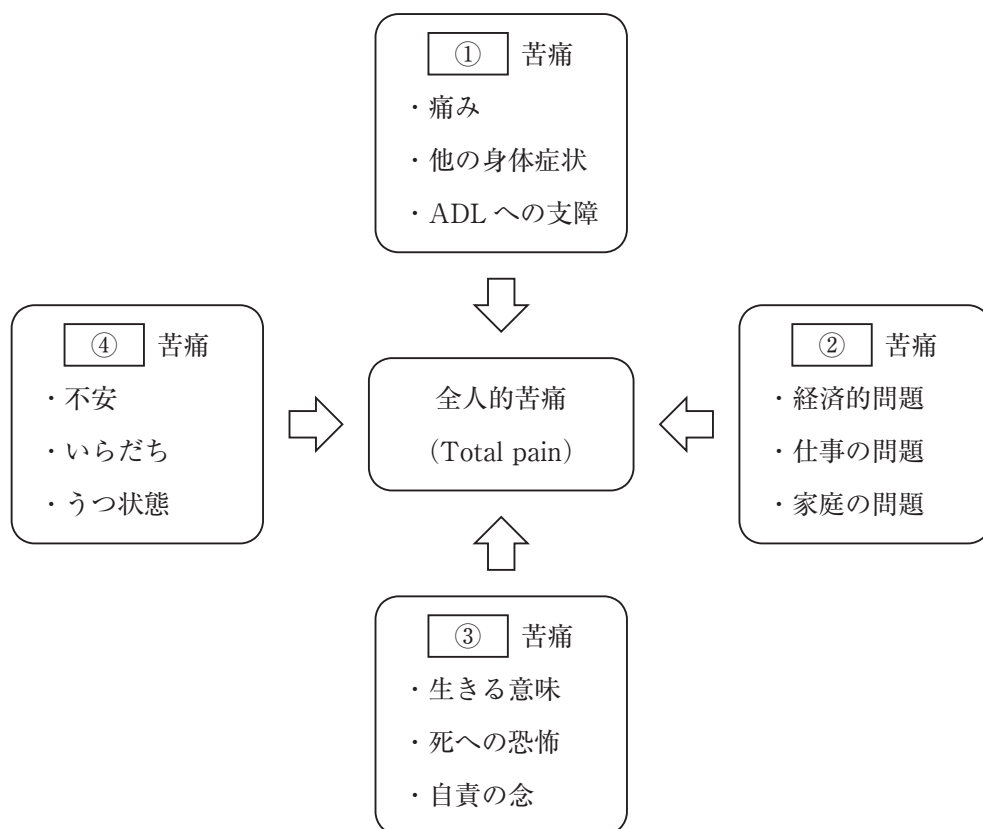 ① 苦痛
・痛み
・他の身体症状
・ADL への支障
④ 苦痛
・不安
・いらだち
・うつ状態
全人的苦痛
(Total pain)
② 苦痛
・経済的問題
・仕事の問題
・家庭の問題
③ 苦痛
・生きる意味
・死への恐怖
・自責の念